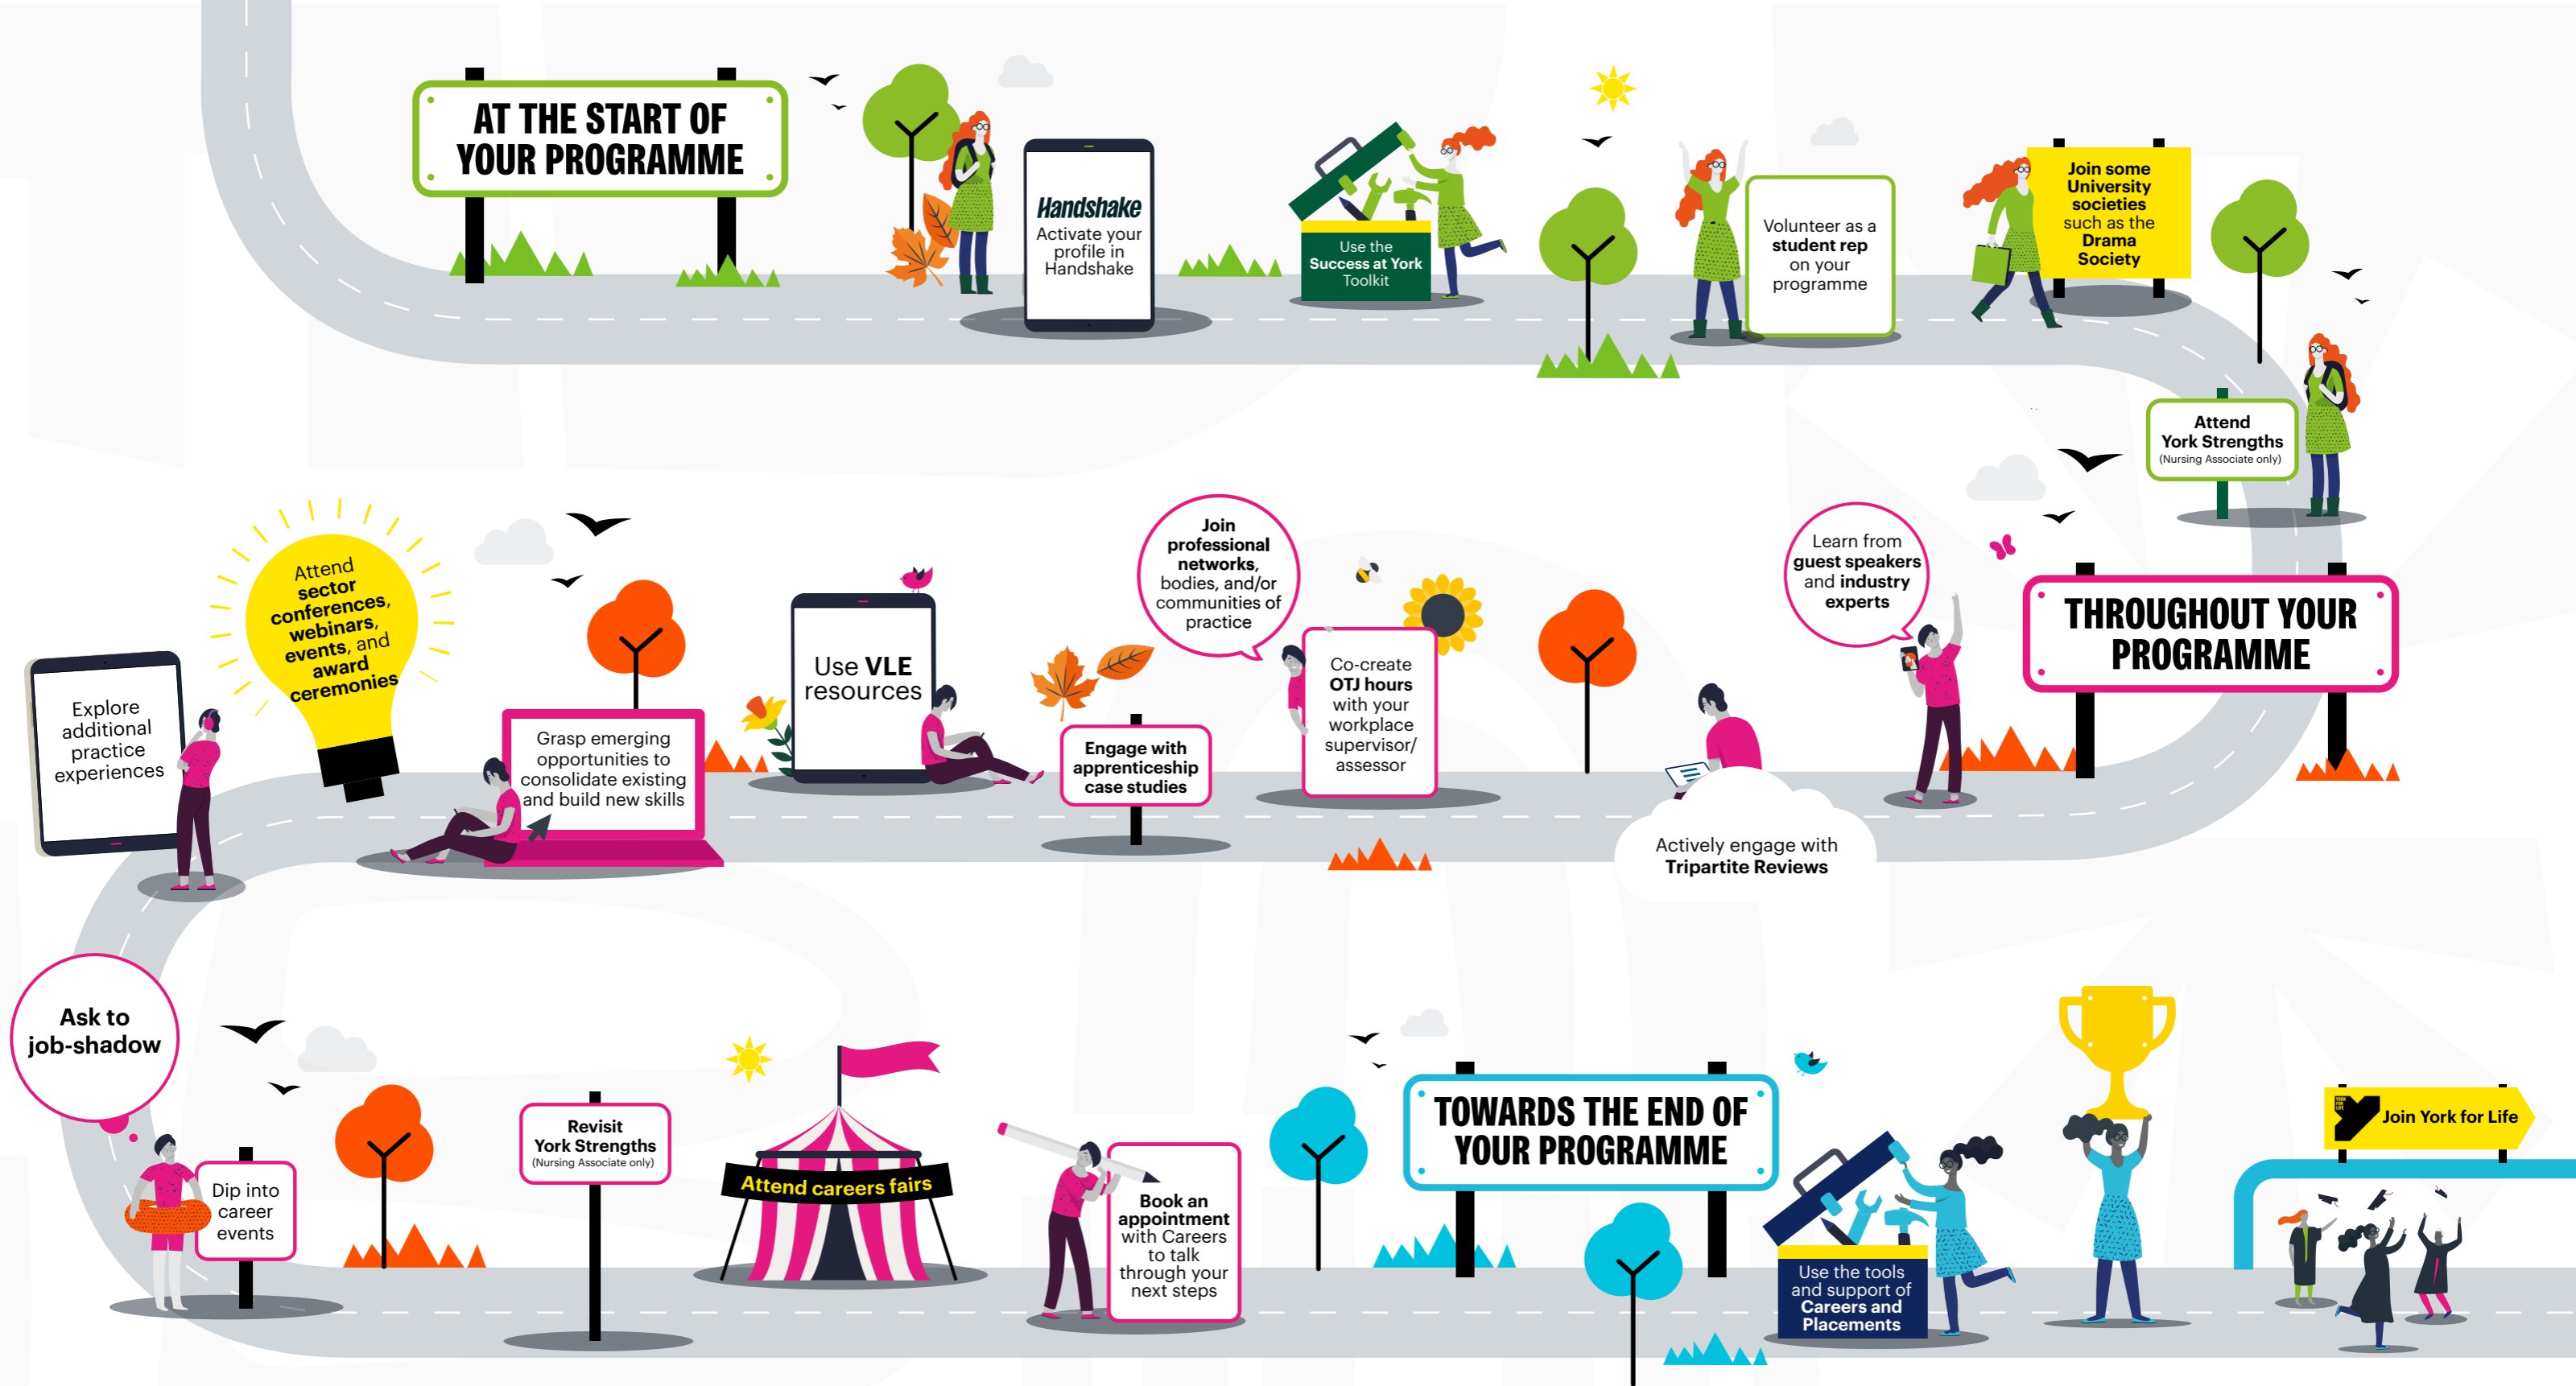 AT THE START OF
YOUR PROGRAMME
Handshake
Activate your
profile in
Handshake
Use the
Success at York
Toolkit
Volunteer as a
student rep
on your
programme
Join some
University
societies
such as the
Drama
Society
Attend
York Strengths
(Nursing Associate only)
THROUGHOUT YOUR
PROGRAMME
Learn from
guest speakers
and industry
experts
Actively engage with
Tripartite Reviews
Co-create
OTJ hours
with your
workplace
supervisor/
assessor
Join
professional
networks,
bodies, and/or
communities of
practice
Engage with
apprenticeship
case studies
Use VLE
resources
Grasp emerging
opportunities to
consolidate existing
and build new skills
Attend
sector
conferences,
webinars,
events, and
award
ceremonies
Explore
additional
practice
experiences
Ask to
job-shadow
Dip into
career
events
Revisit
York Strengths
(Nursing Associate only)
Attend careers fairs
Book an
appointment
with Careers
to talk
through your
next steps
TOWARDS THE END OF
YOUR PROGRAMME
Use the tools
and support of
Careers and
Placements
YORK
FOR
LIFE
Join York for Life